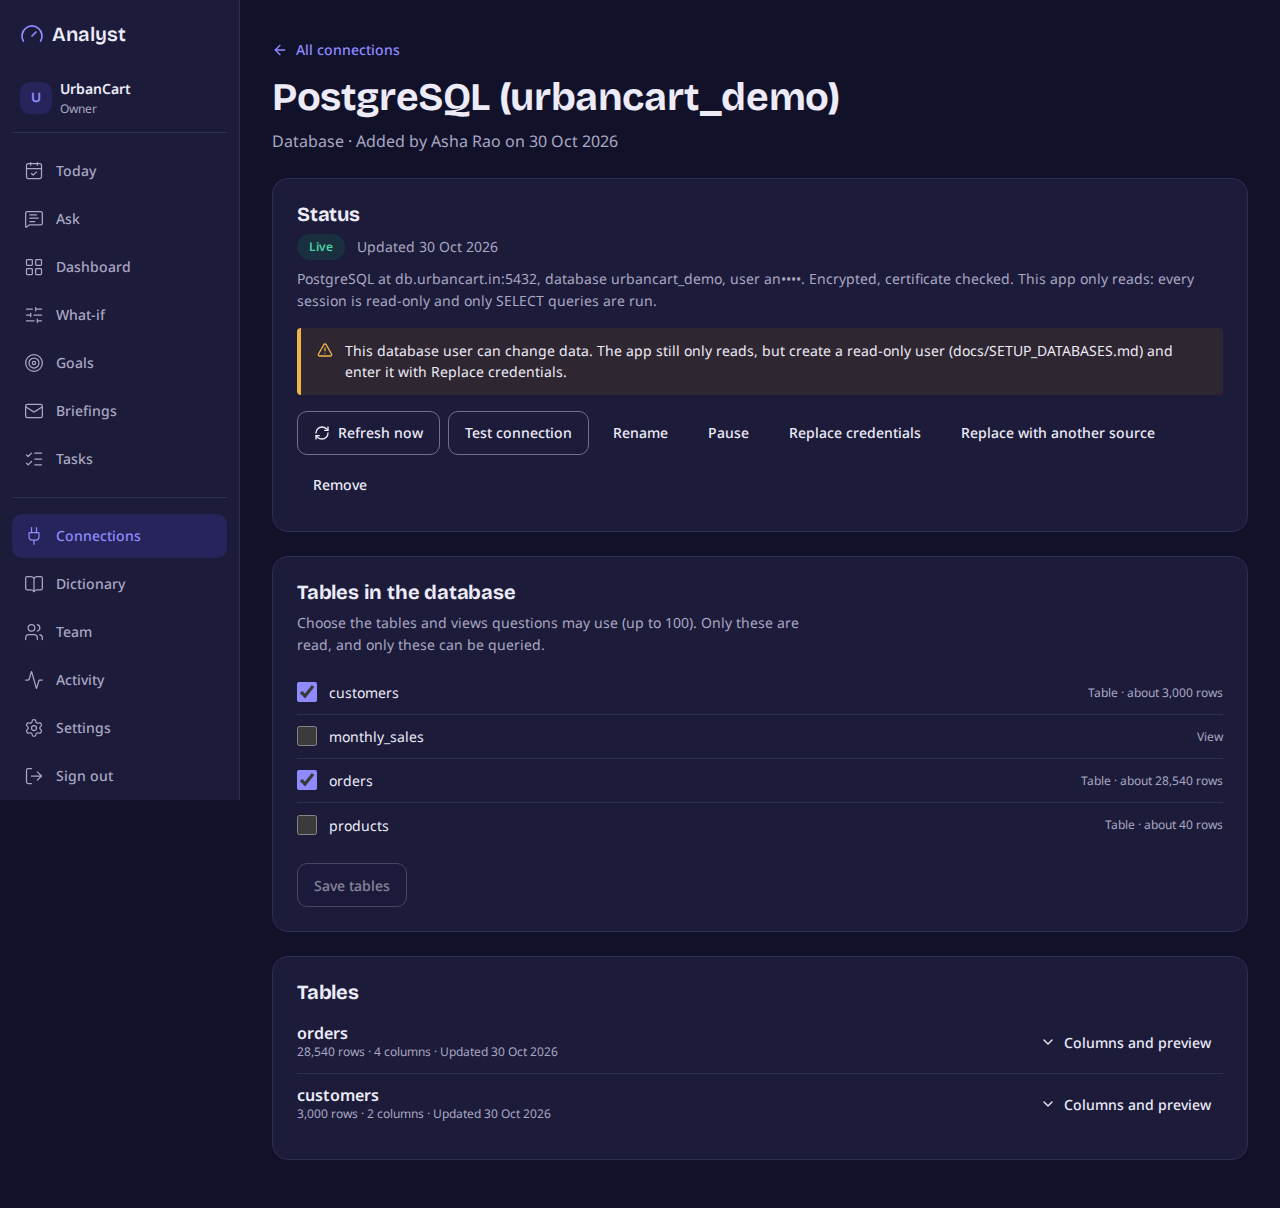 Analyst
U
UrbanCart
Owner
Today
Ask
Dashboard
What-if
Goals
Briefings
Tasks
Connections
Dictionary
Team
Activity
Settings
Sign out
All connections
PostgreSQL (urbancart_demo)
Database · Added by Asha Rao on 30 Oct 2026
Status
Live
Updated 30 Oct 2026
PostgreSQL at db.urbancart.in:5432, database urbancart_demo, user an••••. Encrypted, certificate checked. This app only reads: every
session is read-only and only SELECT queries are run.
This database user can change data. The app still only reads, but create a read-only user (docs/SETUP_DATABASES.md) and
enter it with Replace credentials.
Refresh now
Test connection
Rename
Pause
Replace credentials
Replace with another source
Remove
Tables in the database
Choose the tables and views questions may use (up to 100). Only these are
read, and only these can be queried.
customers
Table · about 3,000 rows
monthly_sales
View
orders
Table · about 28,540 rows
products
Table · about 40 rows
Save tables
Tables
orders
28,540 rows · 4 columns · Updated 30 Oct 2026
Columns and preview
customers
3,000 rows · 2 columns · Updated 30 Oct 2026
Columns and preview